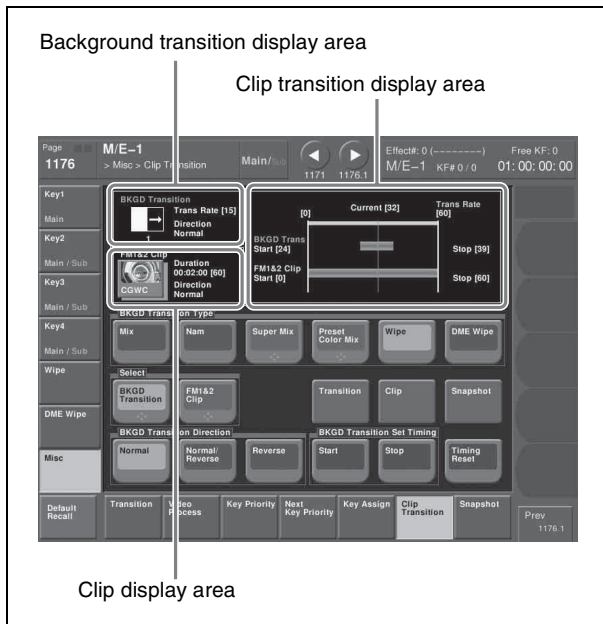 Background transition display area
Clip transition display area
Page
1176
M/E–1
> Misc > Clip Transition
Main/Sub
1171
1176.1
Effect#: 0 (--------)
M/E–1 KF# 0 / 0
Free KF: 0
01: 00: 00: 00
Key1
Main
Key2
Main / Sub
Key3
Main / Sub
Key4
Main / Sub
Wipe
DME Wipe
Misc
Default
Recall
BKGD Transition
1
Trans Rate [15]
Direction
Normal
FM1&2 Clip
CGWC
Duration
00:02:00 [60]
Direction
Normal
[0]
Current [32]
Trans Rate
[60]
BKGD Trans
Start [24]
Stop [39]
FM1&2 Clip
Start [0]
Stop [60]
BKGD Transition Type
Mix
Nam
Super Mix
Preset
Color Mix
Wipe
DME Wipe
Select
BKGD
Transition
FM1&2
Clip
Transition
Clip
Snapshot
BKGD Transition Direction
Normal
Normal/
Reverse
Reverse
BKGD Transition Set Timing
Start
Stop
Timing
Reset
Transition
Video
Process
Key Priority
Next
Key Priority
Key Assign
Clip
Transition
Snapshot
Prev
1176.1
Clip display area